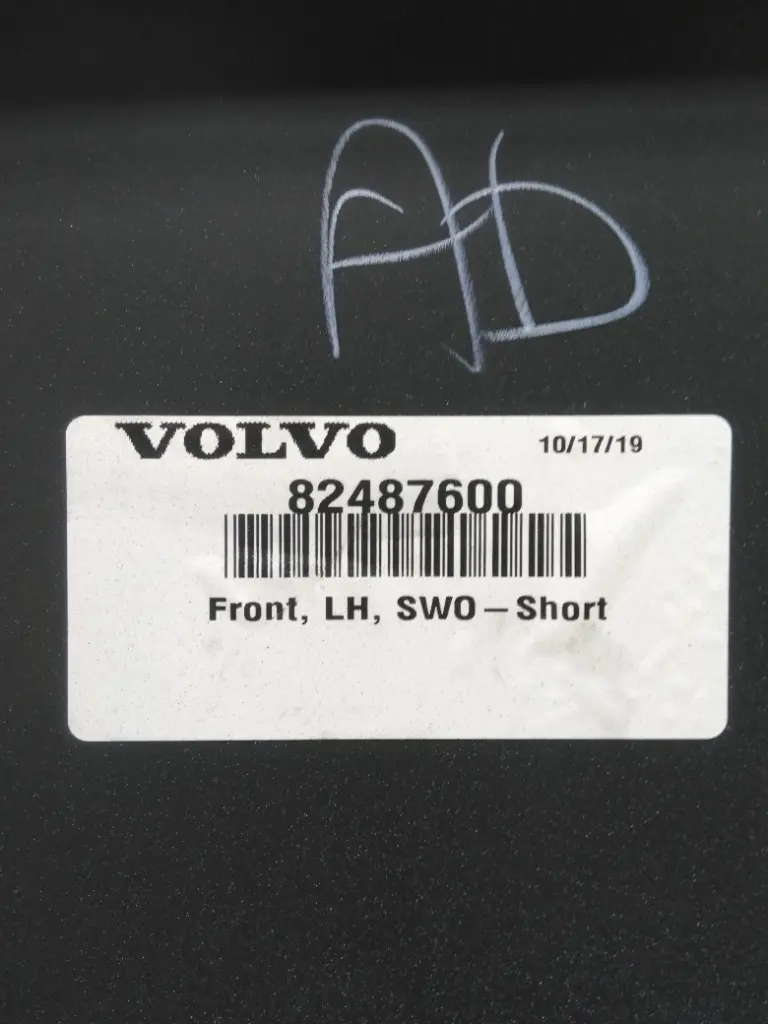 AD
VOLVO 10/17/19
82487600
Front, LH, SWO – Short